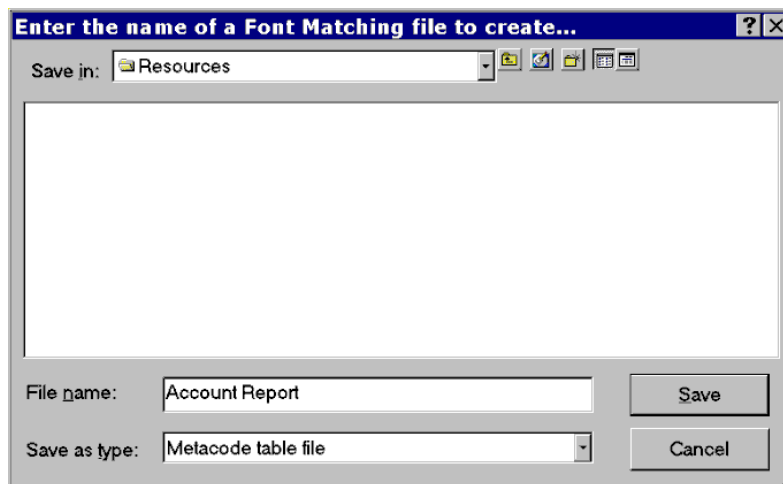 Enter the name of a Font Matching file to create...
Save in: Resources
File name: Account Report Save
Save as type: Metacode table file Cancel